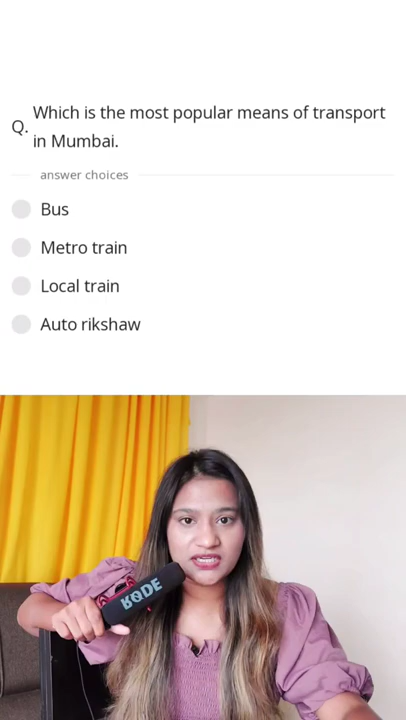 Q. Which is the most popular means of transport
in Mumbai.
answer choices
Bus
Metro train
Local train
Auto rikshaw
RØDE